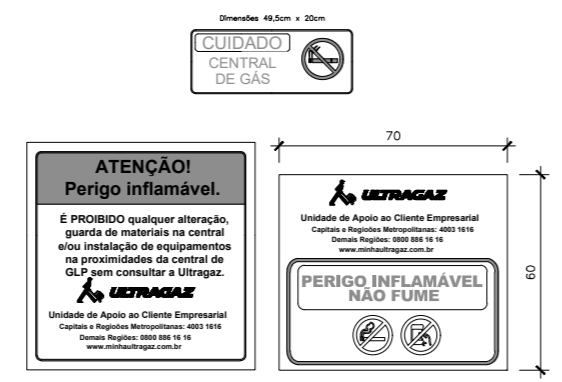 Dimensões 49,5cm x 20cm
CUIDADO
CENTRAL
DE GÁS
ATENÇÃO!
Perigo inflamável.
É PROIBIDO qualquer alteração,
guarda de materiais na central
e/ou instalação de equipamentos
na proximidades da central de
GLP sem consultar a Ultragaz.
ULTRAGAZ
Unidade de Apoio ao Cliente Empresarial
Capitais e Regioões Metropolitanas: 4003 1616
Demais Regiões: 0800 886 16 16
www.minhaultragaz.com.br
70
ULTRAGAZ
Unidade de Apoio ao Cliente Empresarial
Capitais e Regioões Metropolitanas: 4003 1616
Demais Regiões: 0800 886 16 16
www.minhaultragaz.com.br
PERIGO INFLAMÁVEL
NÃO FUME
60